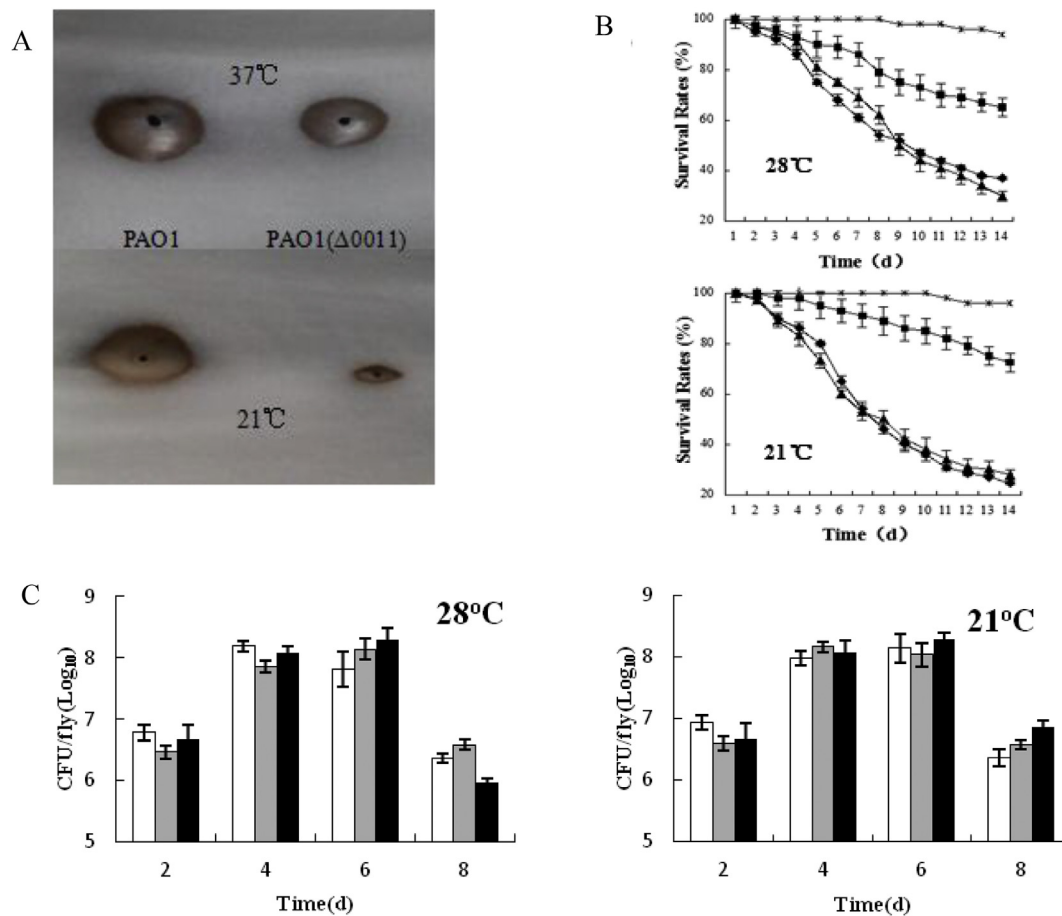 A
37℃
PAO1 PAO1(Δ0011)
21℃
B
Survival Rates (%)
100
80
60
40
20
28℃
1 2 3 4 5 6 7 8 9 10 11 12 13 14
Time（d）
Survival Rates (%)
100
80
60
40
20
21℃
1 2 3 4 5 6 7 8 9 10 11 12 13 14
Time（d）
C
CFU/fly(Log₁₀)
9
8
7
6
5
28°C
2 4 6 8
Time(d)
CFU/fly(Log₁₀)
9
8
7
6
5
21°C
2 4 6 8
Time(d)